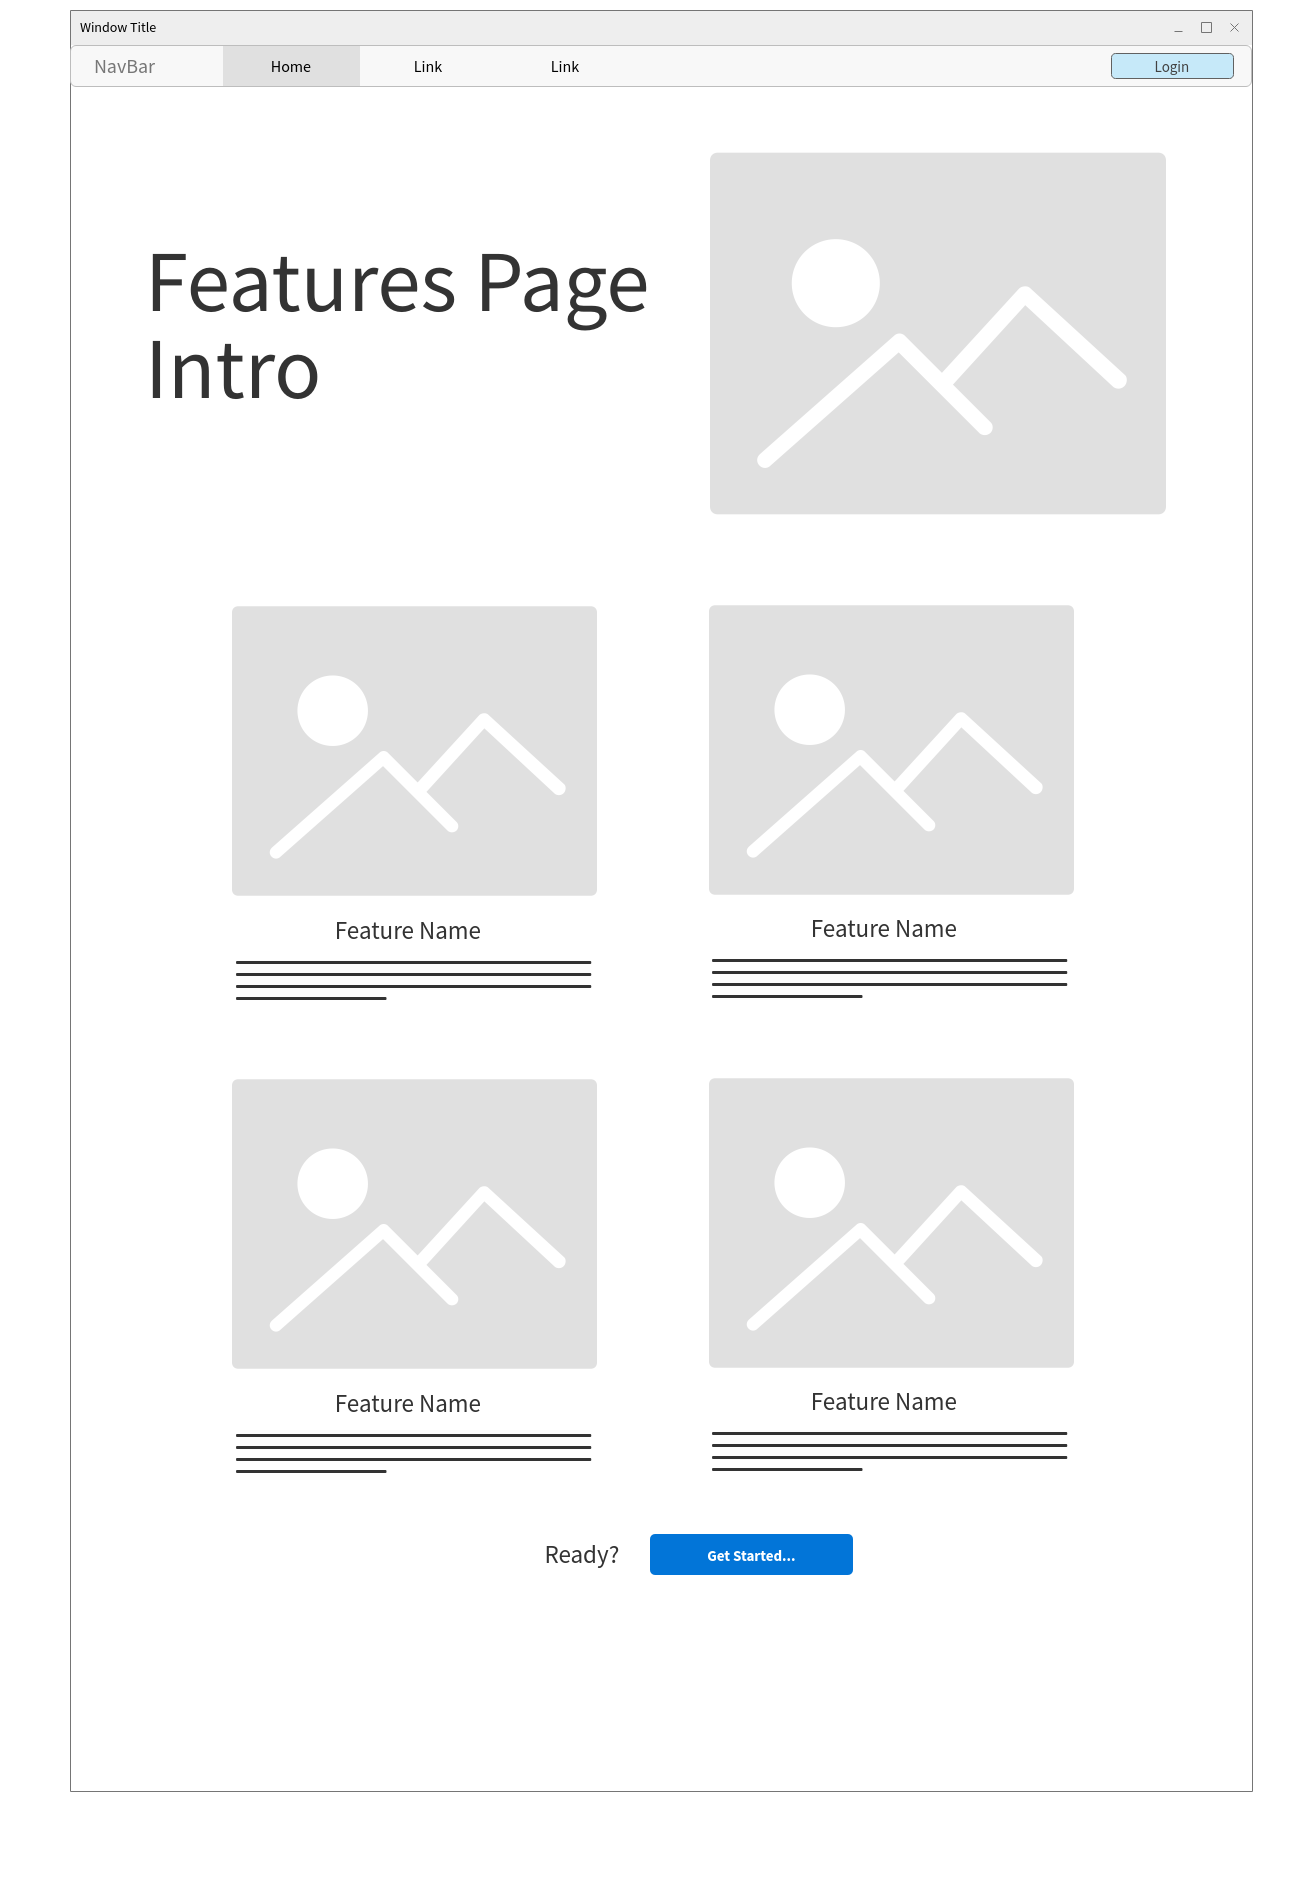 Window Title
NavBar Home Link Link Login
Features Page
Intro
Feature Name Feature Name
Feature Name Feature Name
Ready? Get Started...